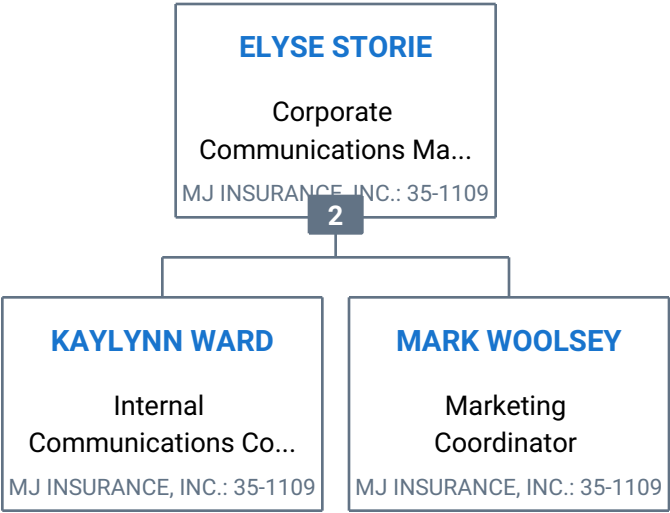 ELYSE STORIE
Corporate
Communications Ma...
MJ INSURANCE, INC.: 35-1109
2
KAYLYNN WARD
Internal
Communications Co...
MJ INSURANCE, INC.: 35-1109
MARK WOOLSEY
Marketing
Coordinator
MJ INSURANCE, INC.: 35-1109